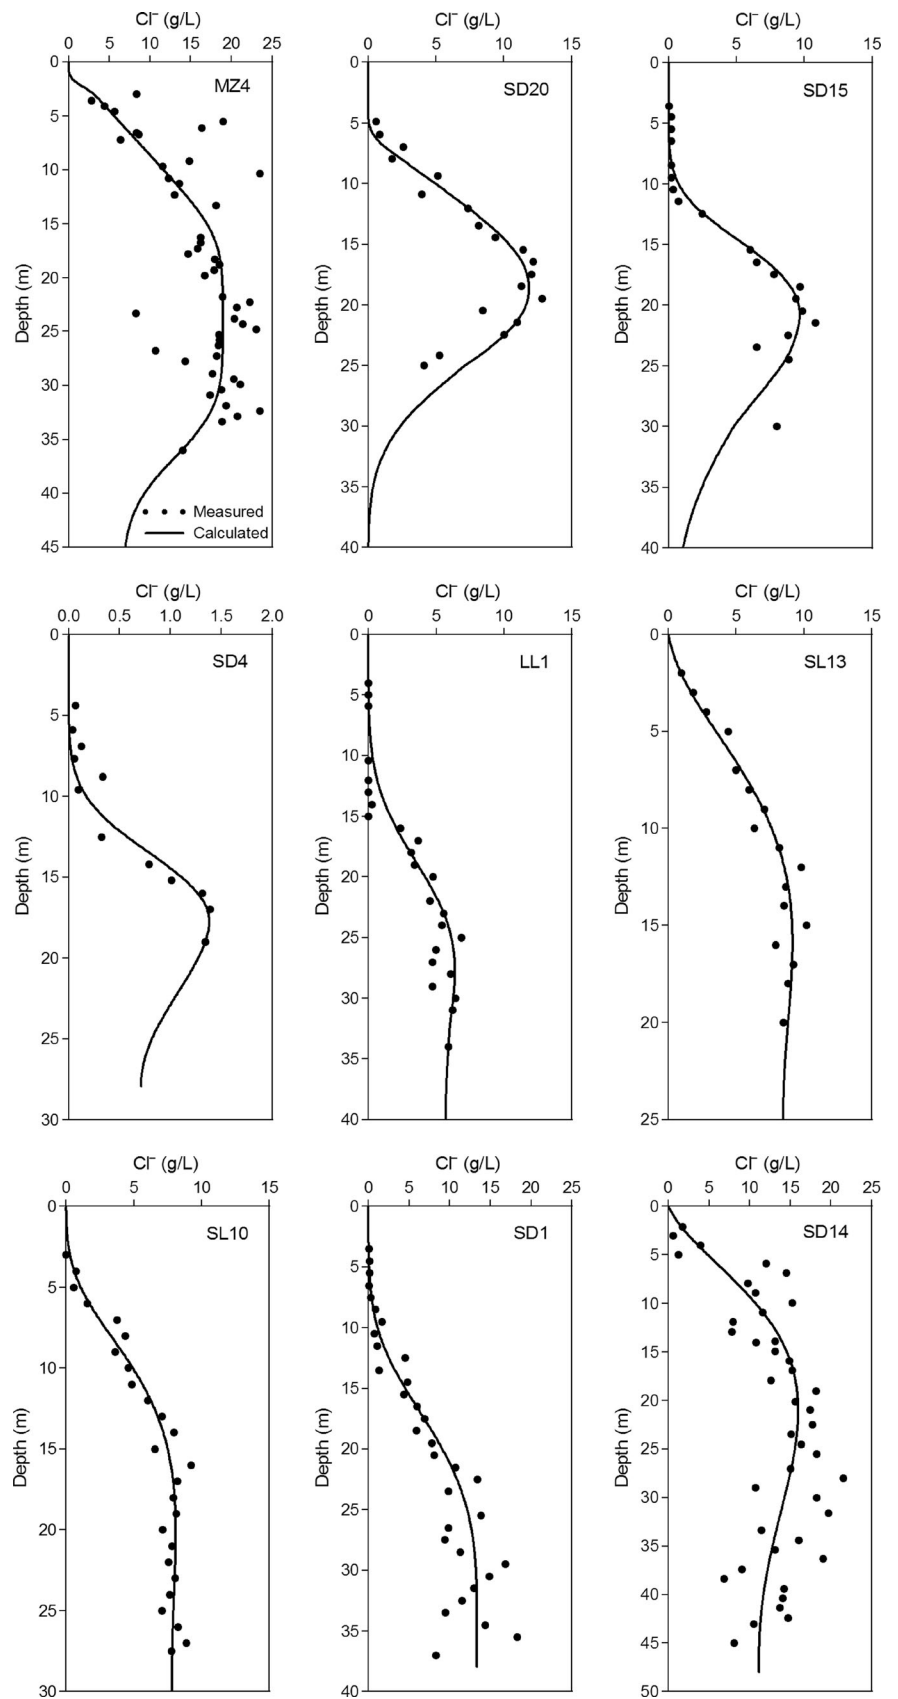 Cl⁻ (g/L)
0 5 10 15 20 25
MZ4
Depth (m)
0
5
10
15
20
25
30
35
40
45
Measured
Calculated
Cl⁻ (g/L)
0 5 10 15
SD20
Depth (m)
0
5
10
15
20
25
30
35
40
Cl⁻ (g/L)
0 5 10 15
SD15
Depth (m)
0
5
10
15
20
25
30
35
40
Cl⁻ (g/L)
0.0 0.5 1.0 1.5 2.0
SD4
Depth (m)
0
5
10
15
20
25
30
Cl⁻ (g/L)
0 5 10 15
LL1
Depth (m)
0
5
10
15
20
25
30
35
40
Cl⁻ (g/L)
0 5 10 15
SL13
Depth (m)
0
5
10
15
20
25
Cl⁻ (g/L)
0 5 10 15
SL10
Depth (m)
0
5
10
15
20
25
30
Cl⁻ (g/L)
0 5 10 15 20 25
SD1
Depth (m)
0
5
10
15
20
25
30
35
40
Cl⁻ (g/L)
0 5 10 15 20 25
SD14
Depth (m)
0
5
10
15
20
25
30
35
40
45
50